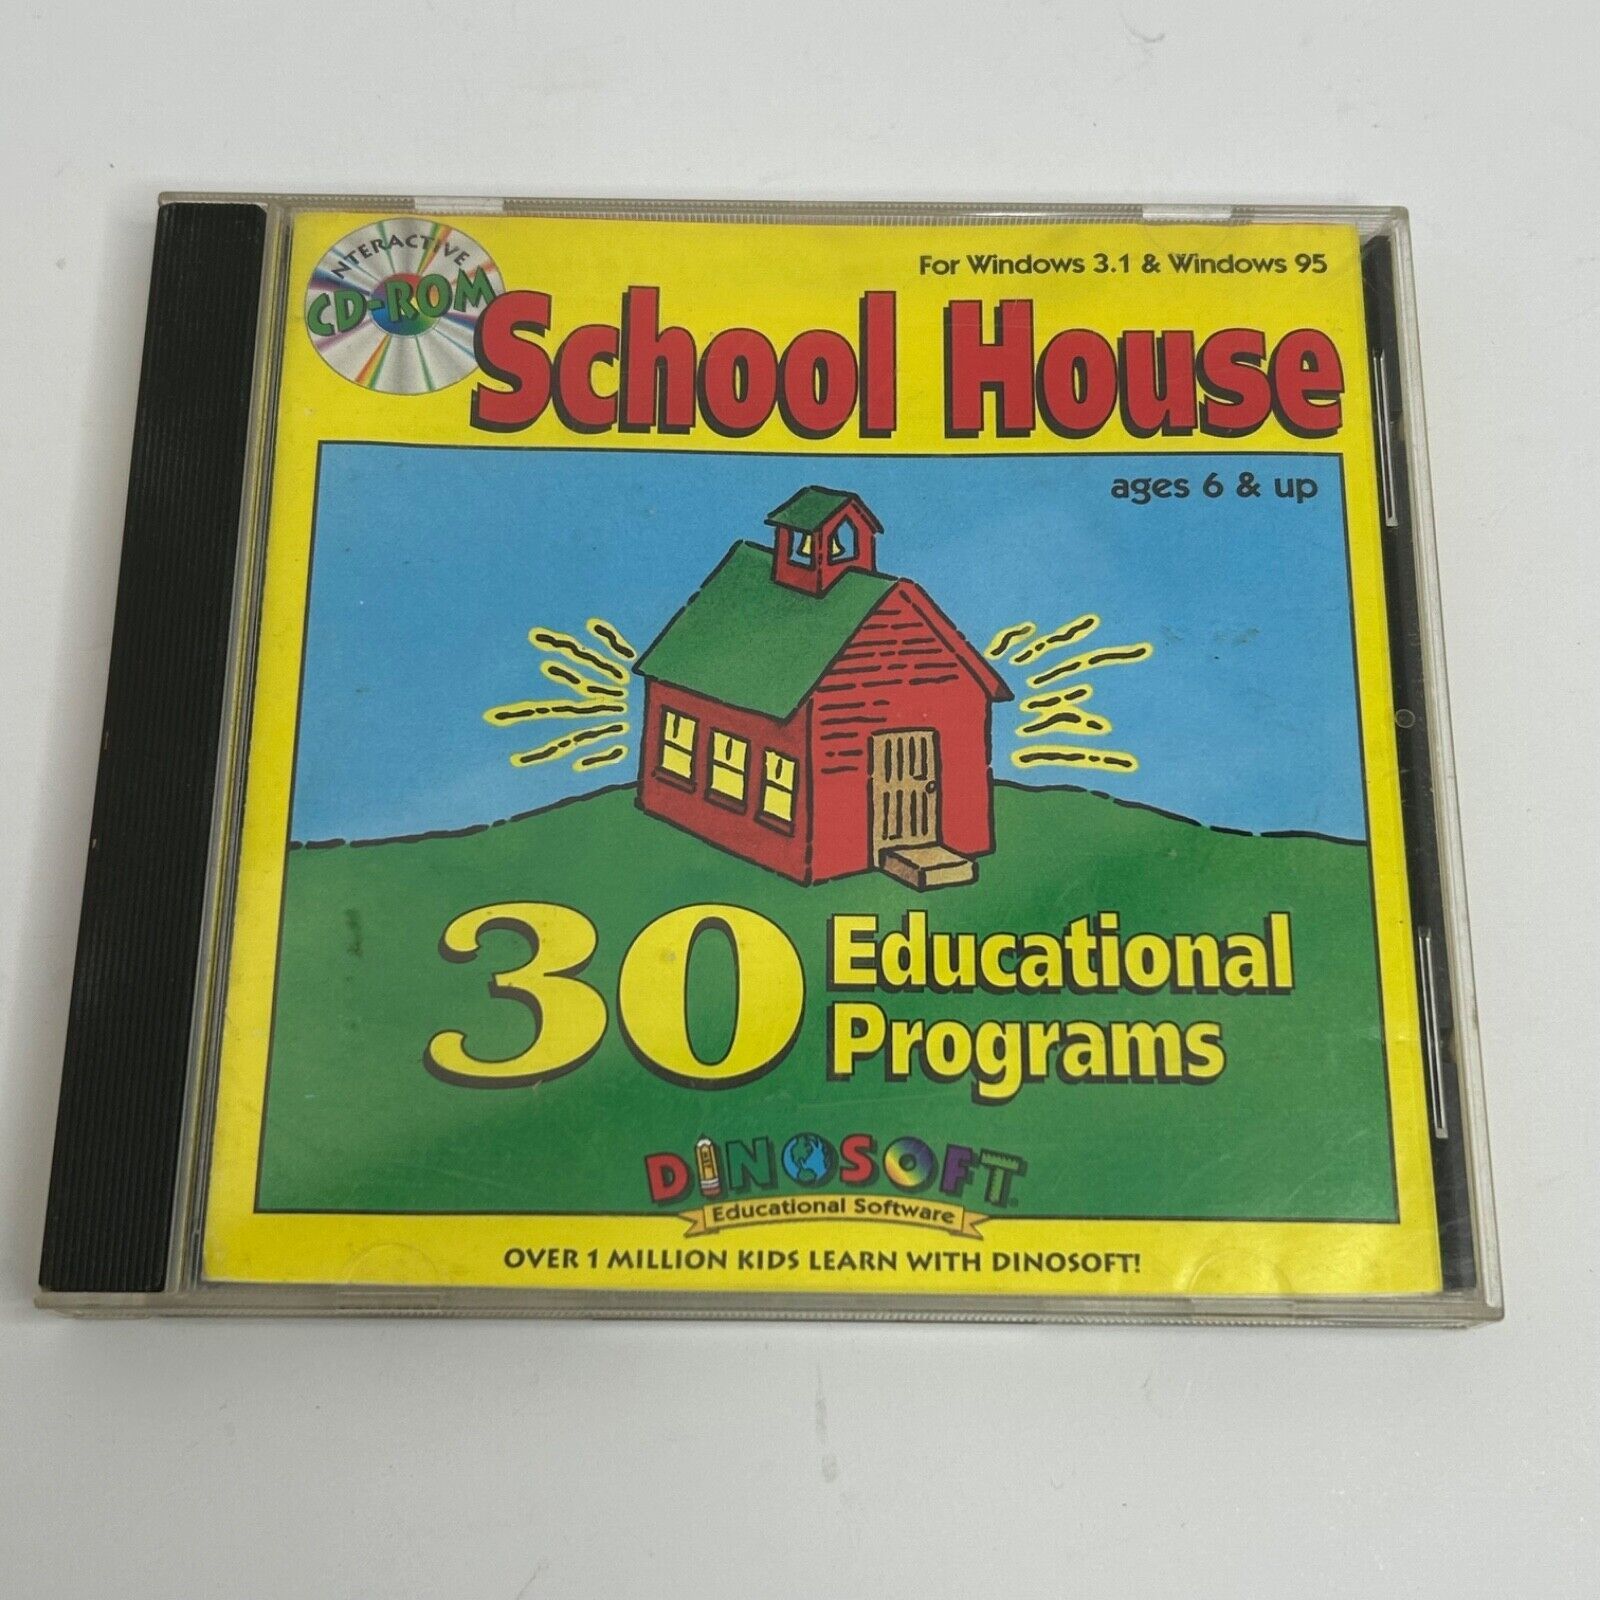 INTERACTIVE
CD-ROM
For Windows 3.1 & Windows 95
School House
ages 6 & up
30 Educational
Programs
DINOSOFT
Educational Software
OVER 1 MILLION KIDS LEARN WITH DINOSOFT!